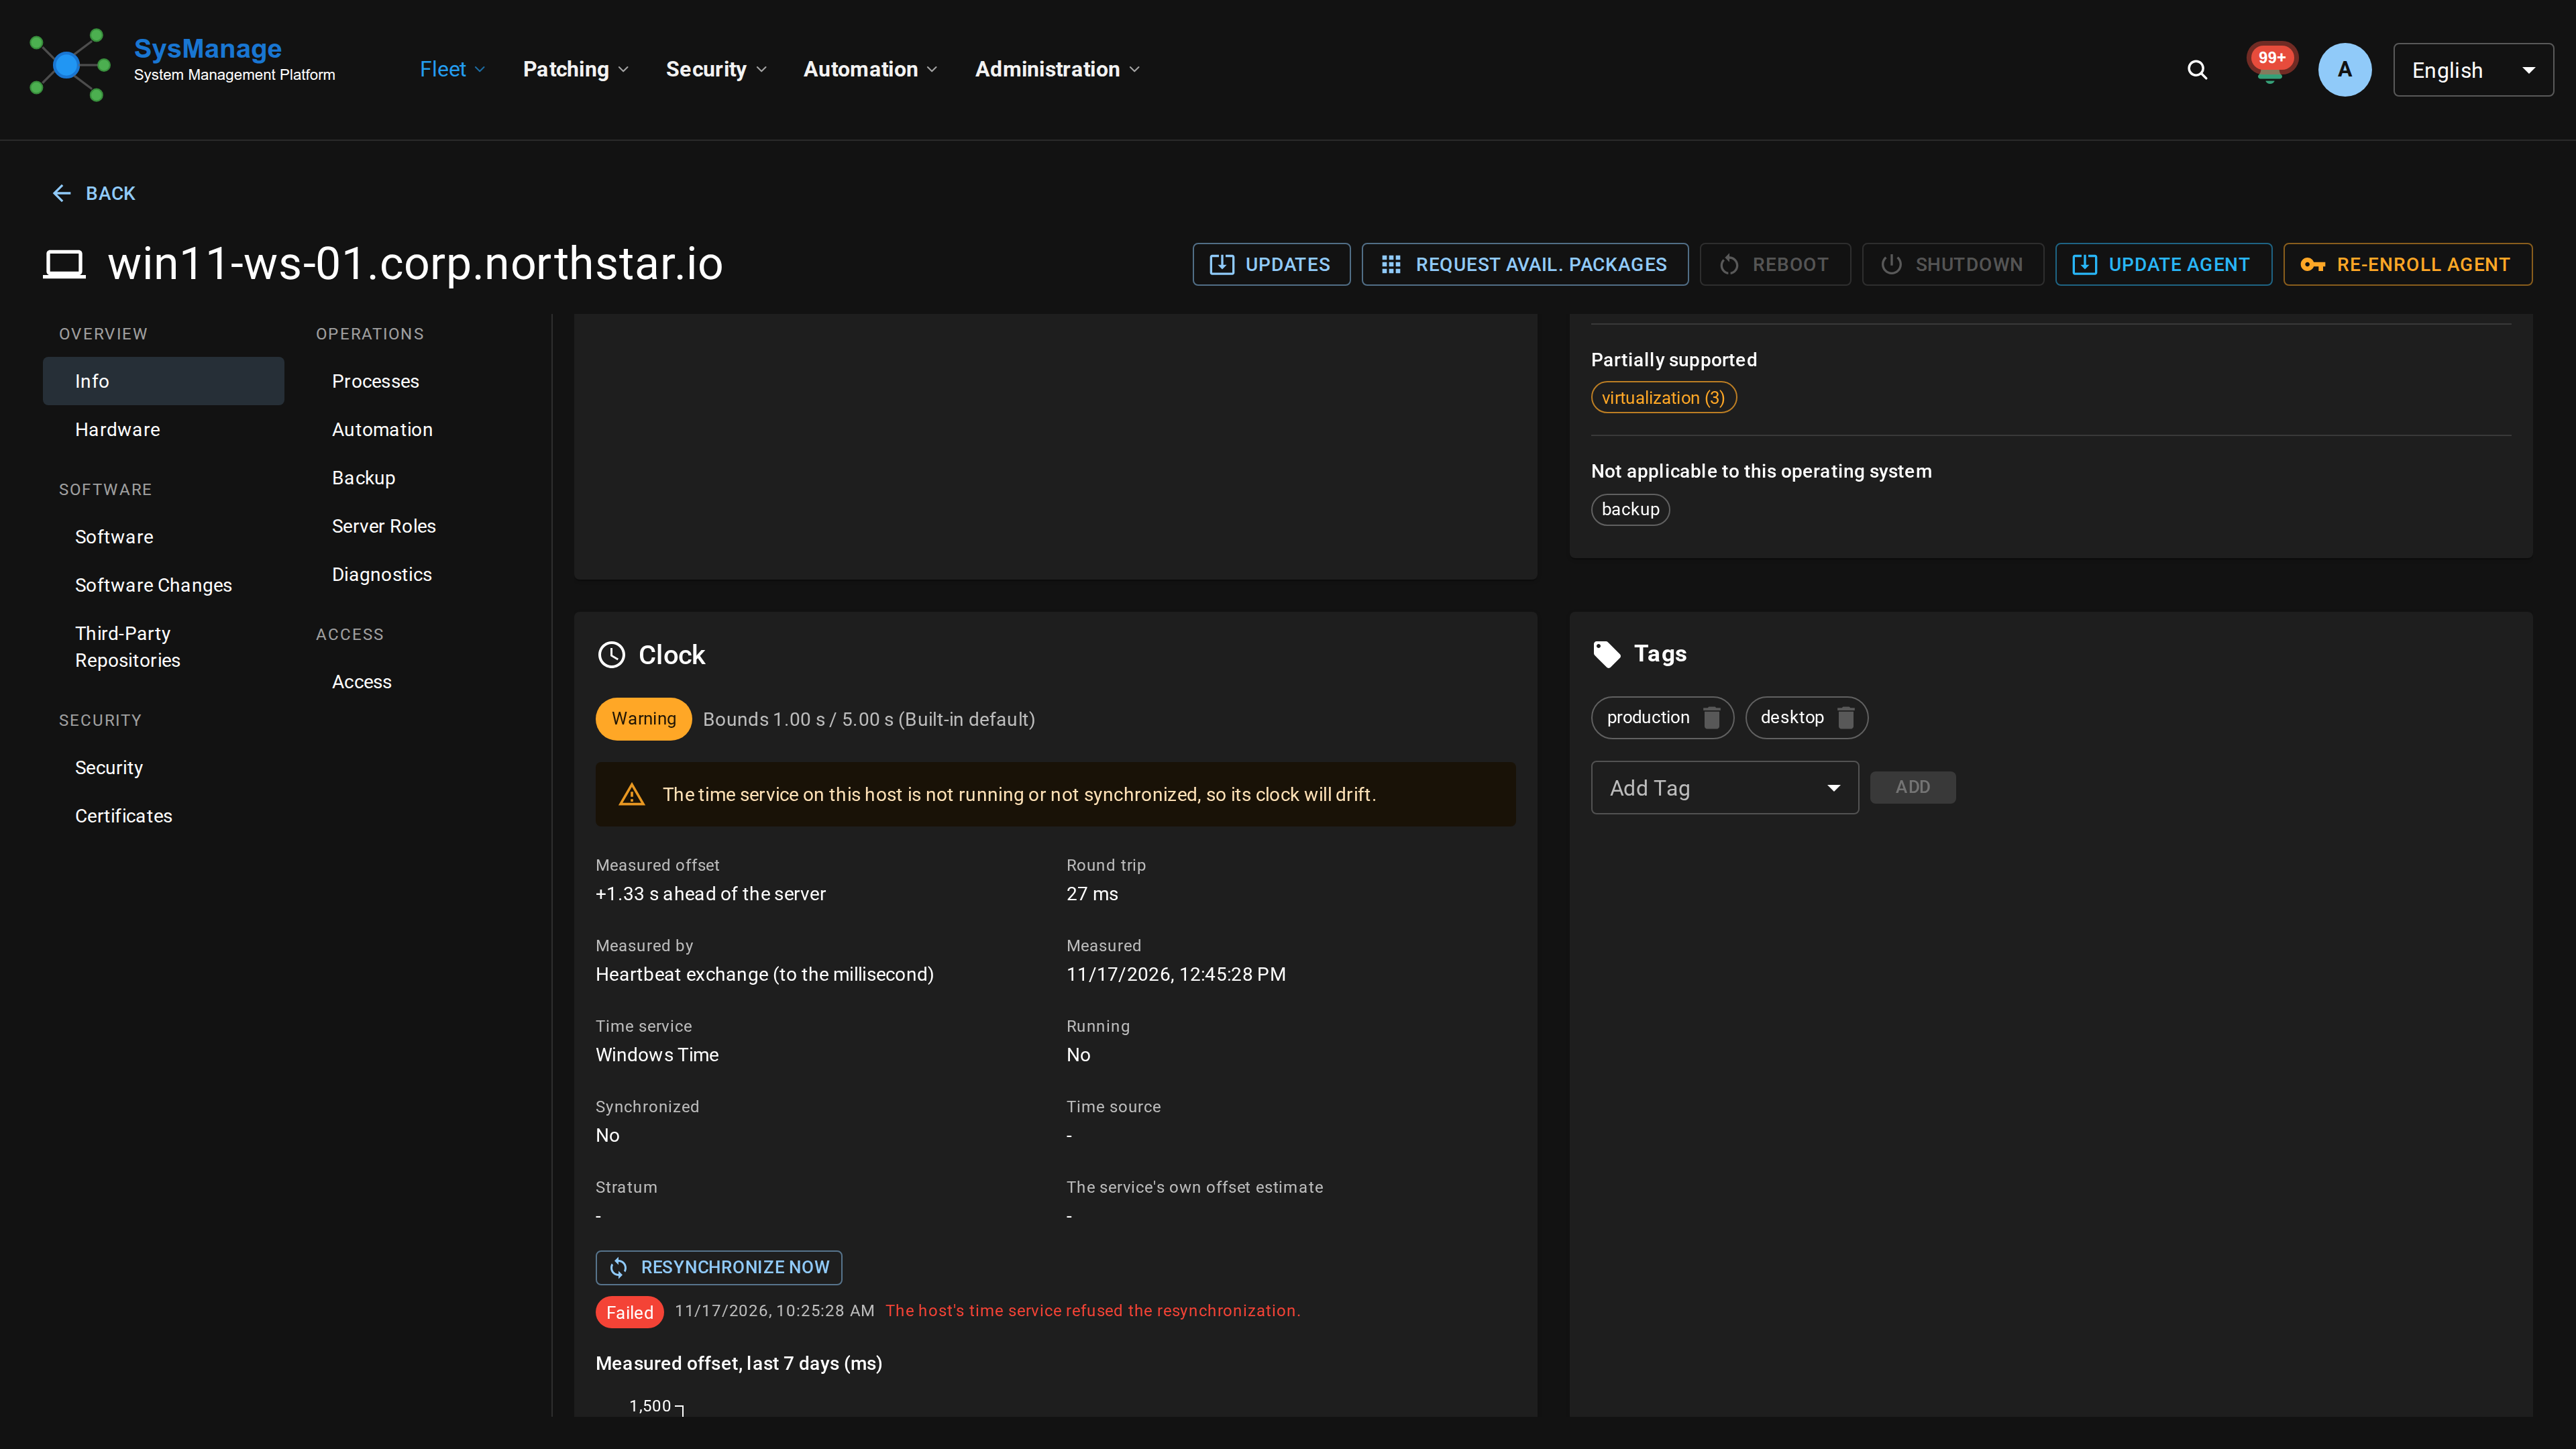 SysManage
System Management Platform
Fleet
Patching
Security
Automation
Administration
99+
A
English
BACK
win11-ws-01.corp.northstar.io
UPDATES
REQUEST AVAIL. PACKAGES
REBOOT
SHUTDOWN
UPDATE AGENT
RE-ENROLL AGENT
OVERVIEW
Info
Hardware
SOFTWARE
Software
Software Changes
Third-Party
Repositories
SECURITY
Security
Certificates
OPERATIONS
Processes
Automation
Backup
Server Roles
Diagnostics
ACCESS
Access
Partially supported
virtualization (3)
Not applicable to this operating system
backup
Clock
Warning
Bounds 1.00 s / 5.00 s (Built-in default)
The time service on this host is not running or not synchronized, so its clock will drift.
Measured offset
+1.33 s ahead of the server
Round trip
27 ms
Measured by
Heartbeat exchange (to the millisecond)
Measured
11/17/2026, 12:45:28 PM
Time service
Windows Time
Running
No
Synchronized
No
Time source
-
Stratum
-
The service's own offset estimate
-
RESYNCHRONIZE NOW
Failed
11/17/2026, 10:25:28 AM
The host's time service refused the resynchronization.
Measured offset, last 7 days (ms)
1,500
Tags
production
desktop
Add Tag
ADD